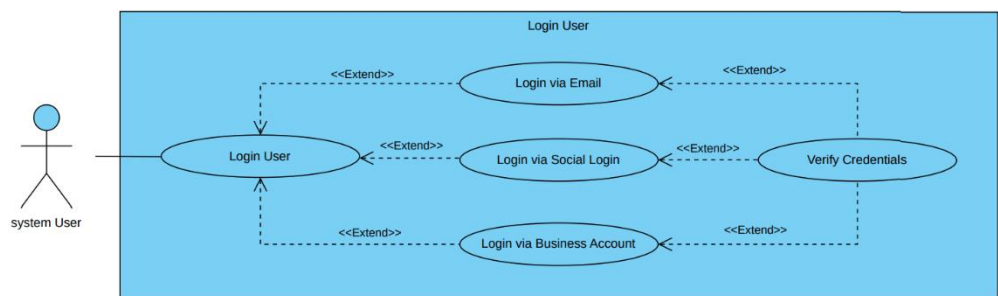 Login User
<<Extend>>
Login via Email
<<Extend>>
Login User
<<Extend>>
Login via Social Login
<<Extend>>
Verify Credentials
system User
<<Extend>>
Login via Business Account
<<Extend>>